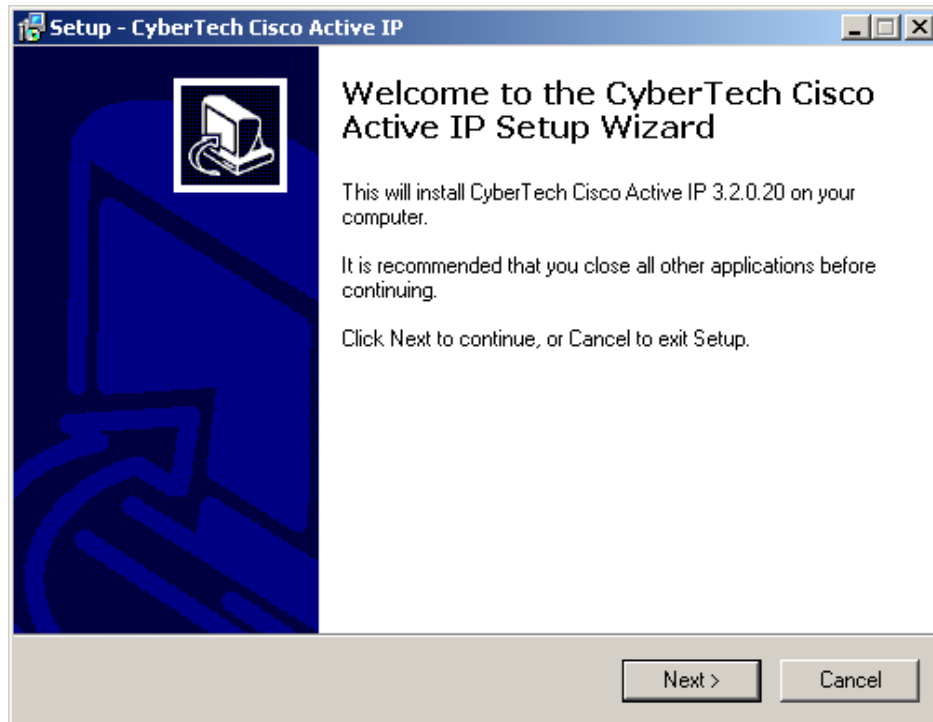 Setup - CyberTech Cisco Active IP
Welcome to the CyberTech Cisco
Active IP Setup Wizard
This will install CyberTech Cisco Active IP 3.2.0.20 on your
computer.
It is recommended that you close all other applications before
continuing.
Click Next to continue, or Cancel to exit Setup.
Next >
Cancel